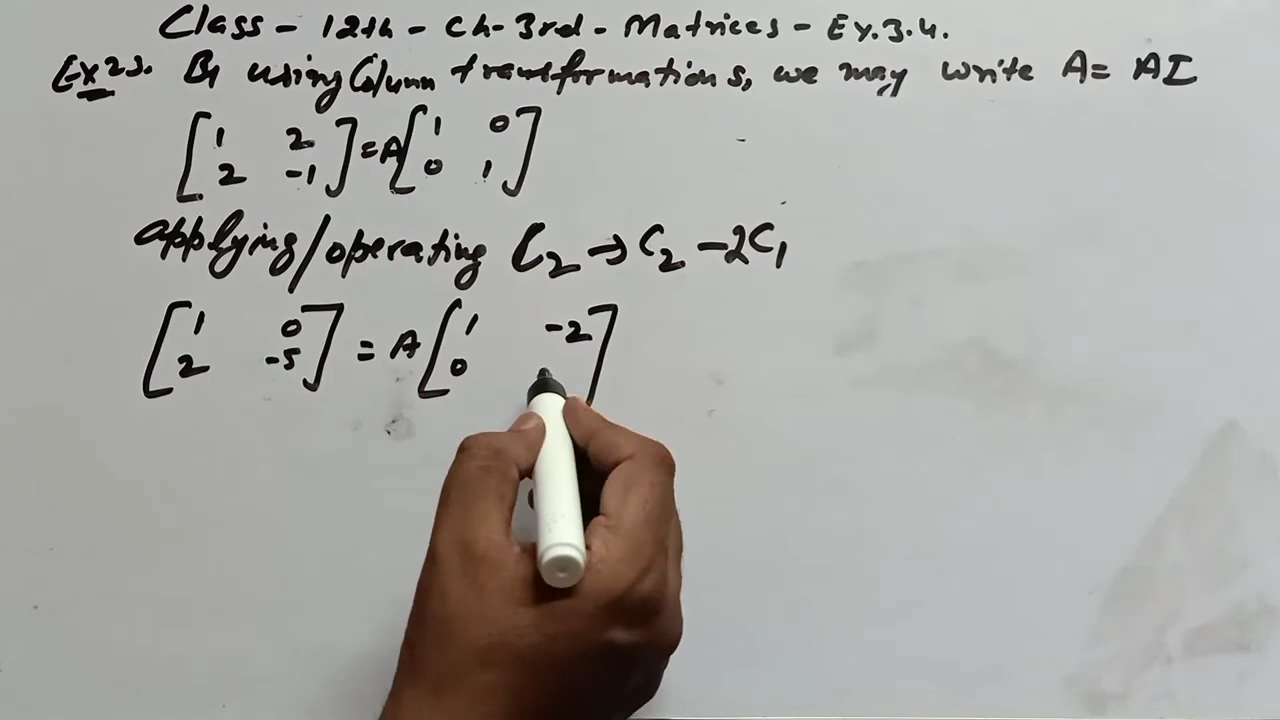 Class - 12th - Ch-3rd - Matrices - Ex.3.4.
Ex 23. By using Column transformations, we may write A = AI
[1 2 = A [1 0
2 -1] 0 1]
Applying/operating C₂ → C₂ - 2C₁
[1 0 = A [1 -2
2 -5] 0 ]